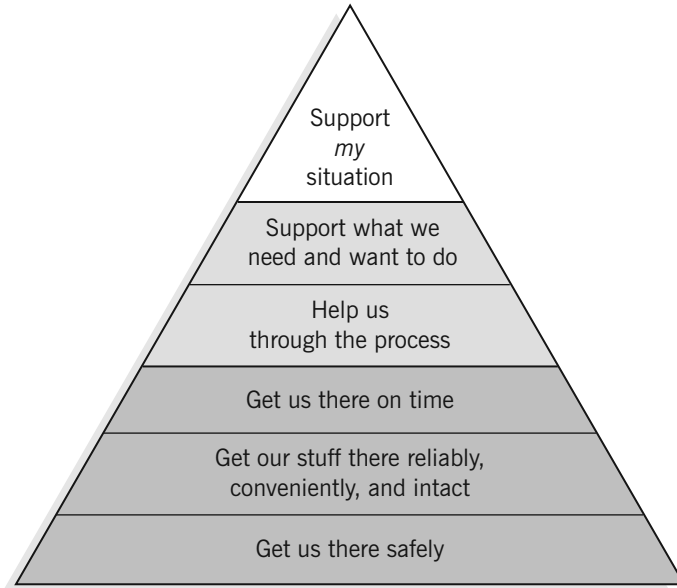 Support
my
situation
Support what we
need and want to do
Help us
through the process
Get us there on time
Get our stuff there reliably,
conveniently, and intact
Get us there safely